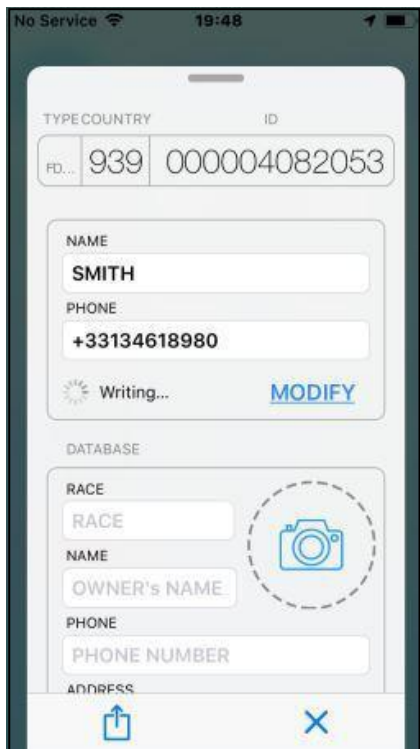 No Service 19:48
TYPE COUNTRY ID
FD... 939 000004082053
NAME
SMITH
PHONE
+33134618980
Writing... MODIFY
DATABASE
RACE
RACE
NAME
OWNER's NAME
PHONE
PHONE NUMBER
ADDRESS